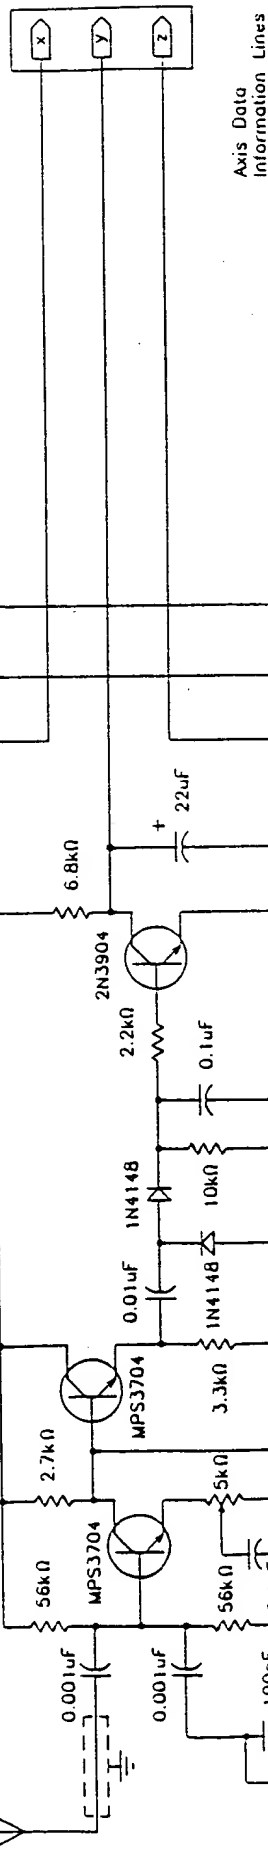 x
y
z
Axis Data
Information Lines
6.8kΩ
22uF
+
2N3904
2.2kΩ
0.1uF
1N4148
10kΩ
0.01uF
1N4148
MPS3704
3.3kΩ
2.7kΩ
5kΩ
56kΩ
MPS3704
56kΩ
0.001uF
0.001uF